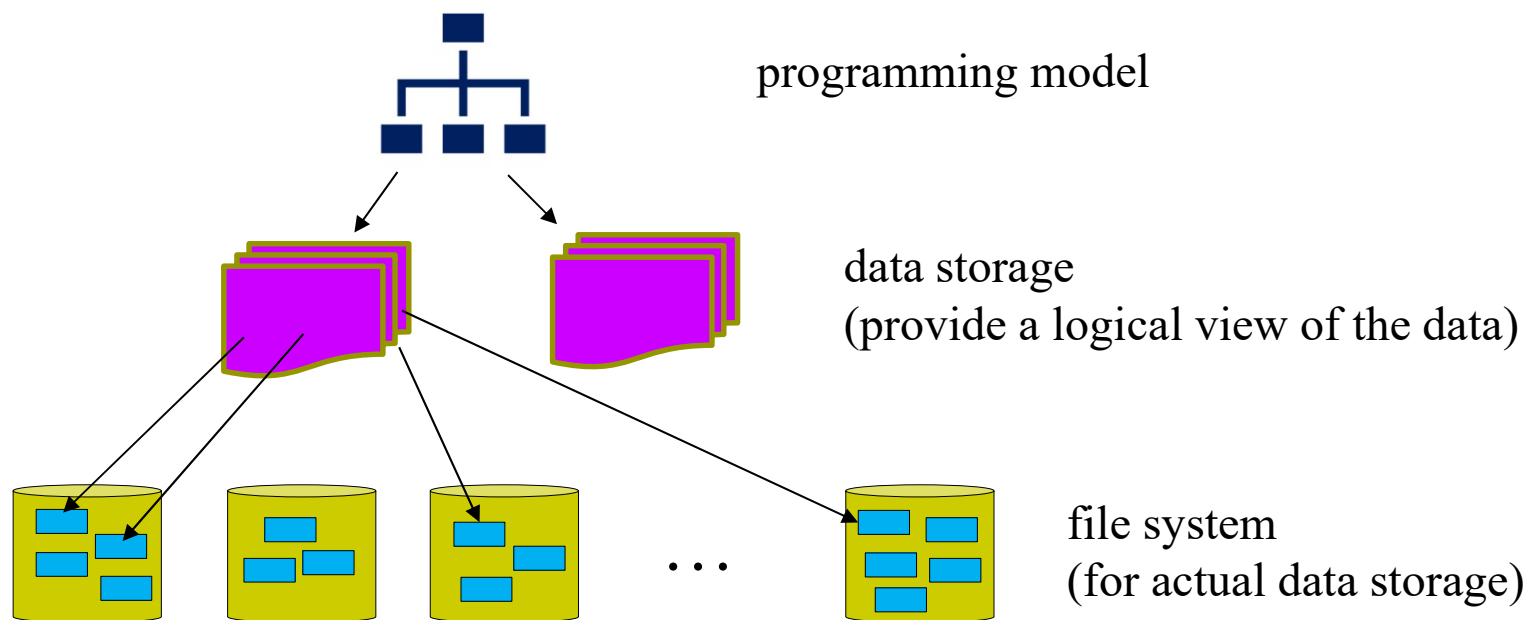 programming model
data storage
(provide a logical view of the data)
file system
(for actual data storage)
...